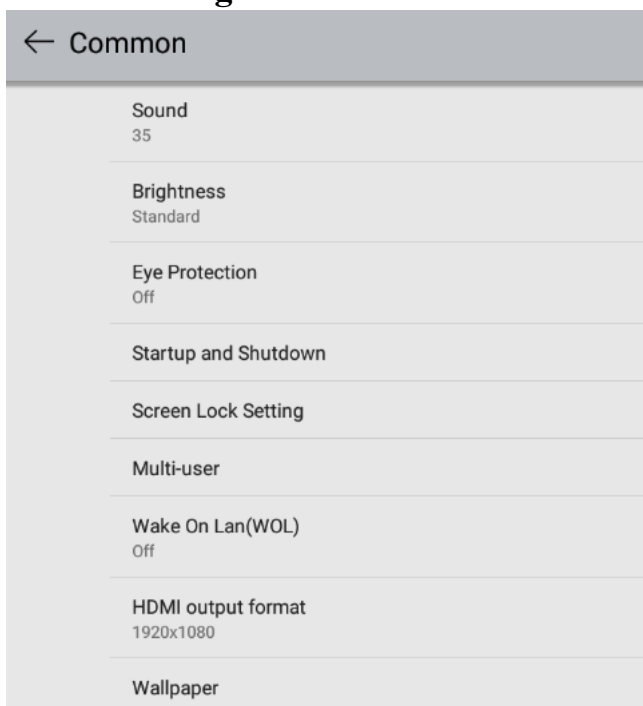 Common
Sound
35
Brightness
Standard
Eye Protection
Off
Startup and Shutdown
Screen Lock Setting
Multi-user
Wake On Lan(WOL)
Off
HDMI output format
1920x1080
Wallpaper